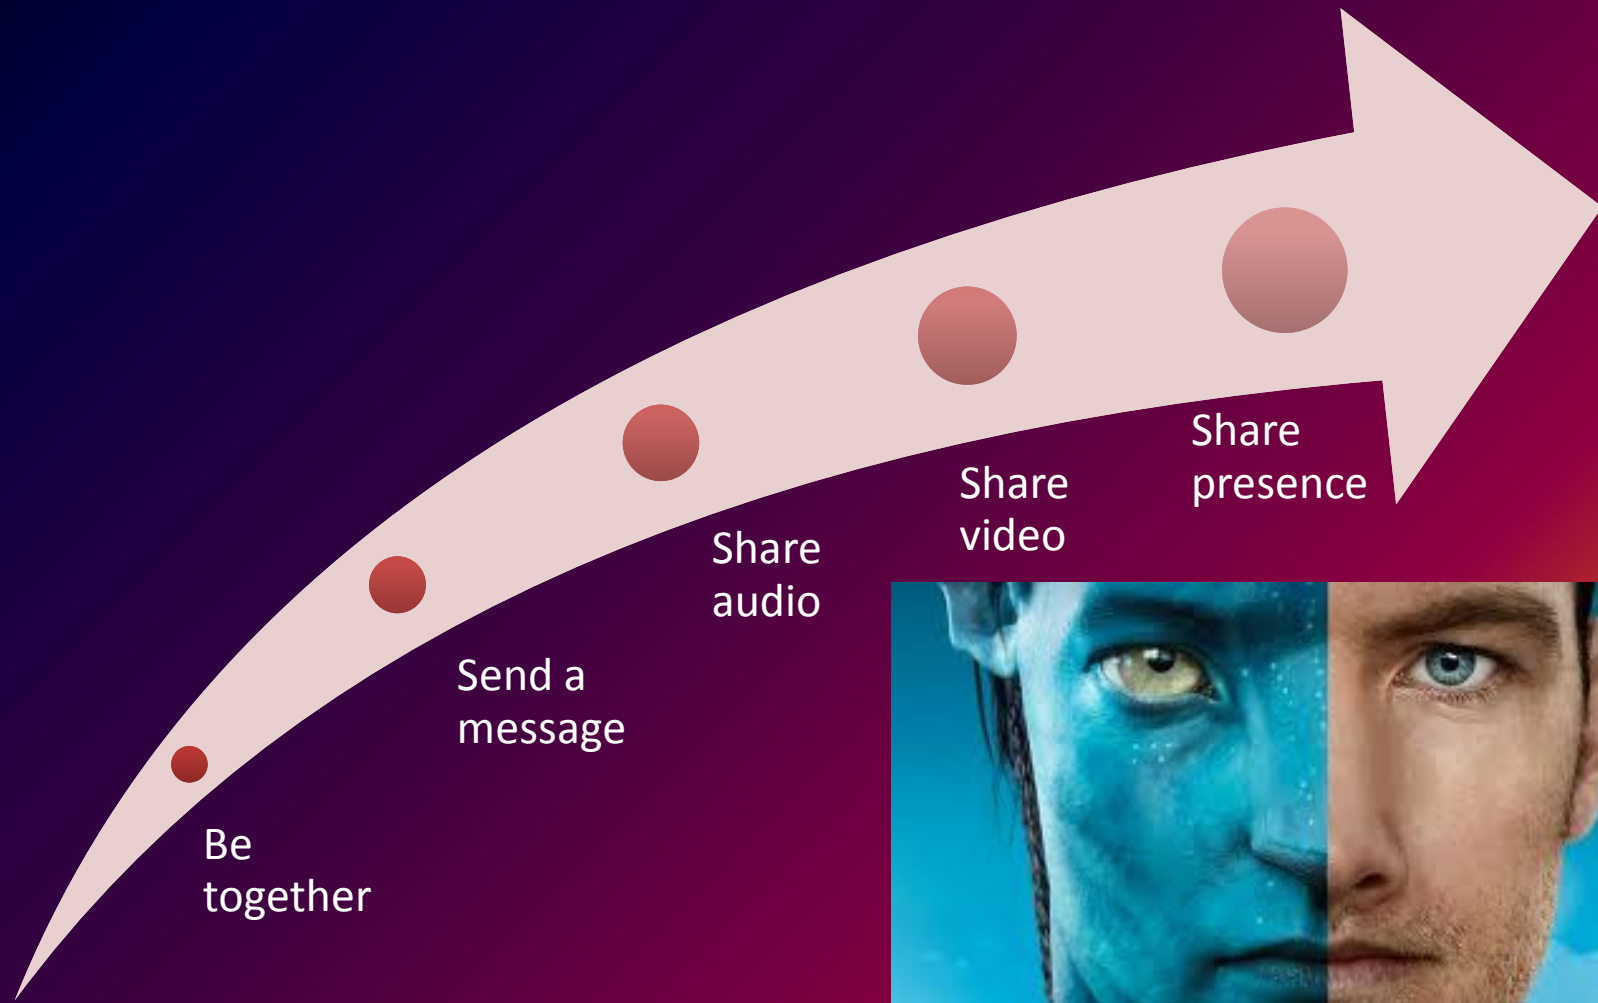 Be
together
Send a
message
Share
audio
Share
video
Share
presence